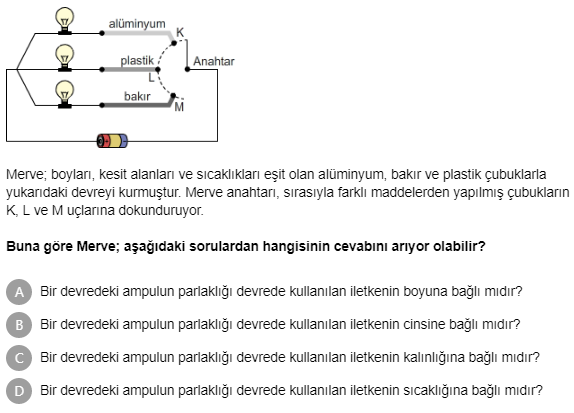 alüminyum
K
plastik
Anahtar
L
bakır
M
Merve; boyları, kesit alanları ve sıcaklıkları eşit olan alüminyum, bakır ve plastik çubuklarla
yukarıdaki devreyi kurmuştur. Merve anahtarı, sırasıyla farklı maddelerden yapılmış çubukların
K, L ve M uçlarına dokunduruyor.
Buna göre Merve; aşağıdaki sorulardan hangisinin cevabını arıyor olabilir?
A Bir devredeki ampulun parlaklığı devrede kullanılan iletkenin boyuna bağlı mıdır?
B Bir devredeki ampulun parlaklığı devrede kullanılan iletkenin cinsine bağlı mıdır?
C Bir devredeki ampulun parlaklığı devrede kullanılan iletkenin kalınlığına bağlı mıdır?
D Bir devredeki ampulun parlaklığı devrede kullanılan iletkenin sıcaklığına bağlı mıdır?